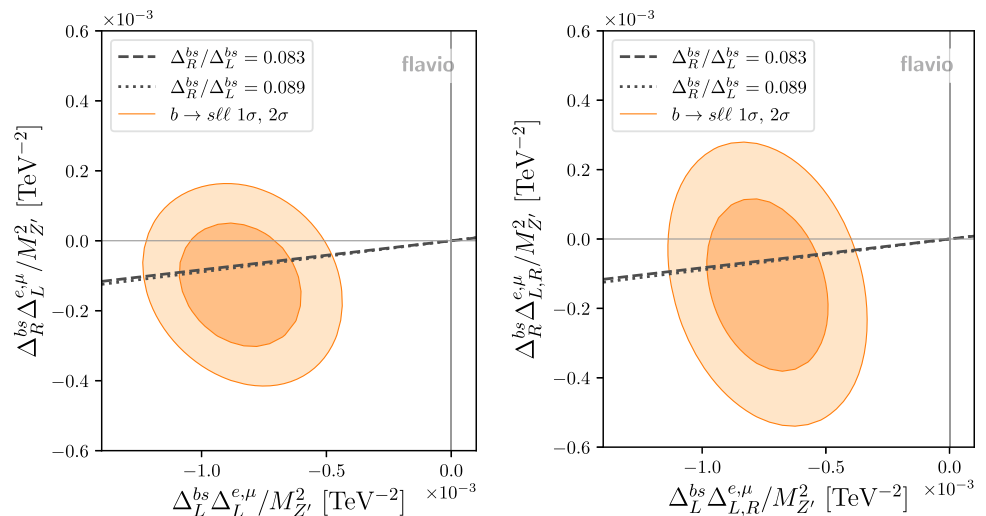 ×10⁻³
0.6
0.4
0.2
0.0
−0.2
−0.4
−0.6
Δ_R^{bs}Δ_L^{e,μ}/M_{Z′}^2 [TeV⁻²]
Δ_R^{bs}/Δ_L^{bs} = 0.083
Δ_R^{bs}/Δ_L^{bs} = 0.089
b → sℓℓ 1σ, 2σ
flavio
−1.0
−0.5
0.0
×10⁻³
Δ_L^{bs}Δ_L^{e,μ}/M_{Z′}^2 [TeV⁻²]
×10⁻³
0.6
0.4
0.2
0.0
−0.2
−0.4
−0.6
Δ_R^{bs}Δ_{L,R}^{e,μ}/M_{Z′}^2 [TeV⁻²]
Δ_R^{bs}/Δ_L^{bs} = 0.083
Δ_R^{bs}/Δ_L^{bs} = 0.089
b → sℓℓ 1σ, 2σ
flavio
−1.0
−0.5
0.0
×10⁻³
Δ_L^{bs}Δ_{L,R}^{e,μ}/M_{Z′}^2 [TeV⁻²]